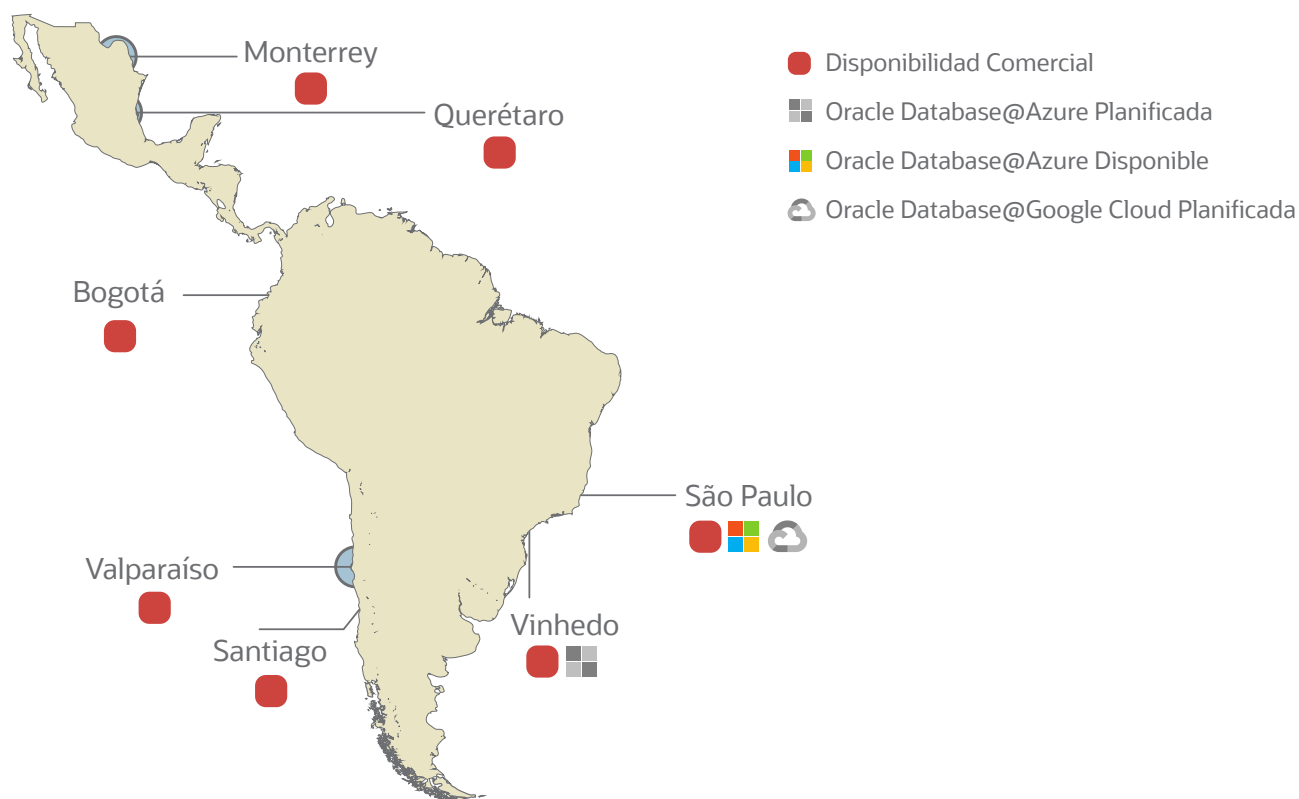 Monterrey
Querétaro
Bogotá
São Paulo
Valparaíso
Santiago
Vinhedo
Disponibilidad Comercial
Oracle Database@Azure Planificada
Oracle Database@Azure Disponible
Oracle Database@Google Cloud Planificada